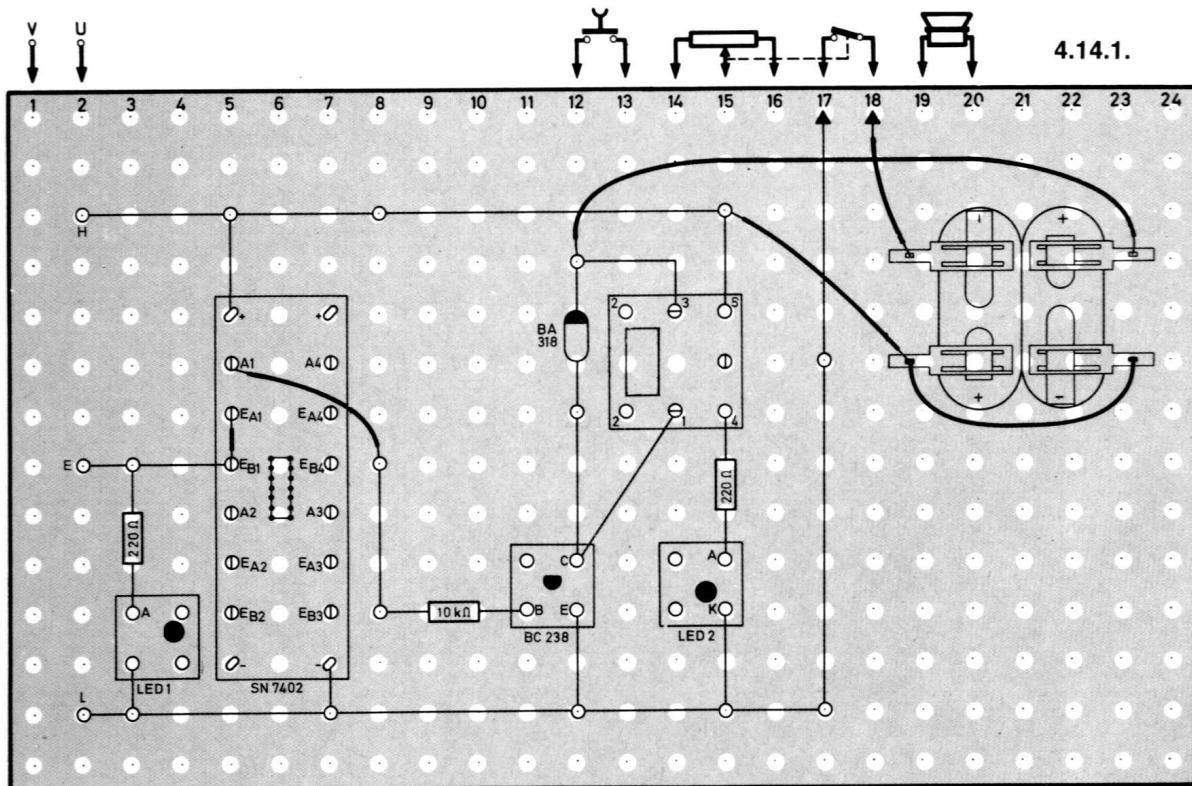 V U
4.14.1.
1 2 3 4 5 6 7 8 9 10 11 12 13 14 15 16 17 18 19 20 21 22 23 24
H
- +
+ +
2 3 S
BA
318
A1 A4
EA1 EA4
2 1 4
+ -
E EB1 EB4
220 Ω
220 Ω
A2 A3
EA2 EA3
C A
A EB2 EB3
10 kΩ
B E K
BC 238 LED 2
- -
LED 1 SN 7402
L